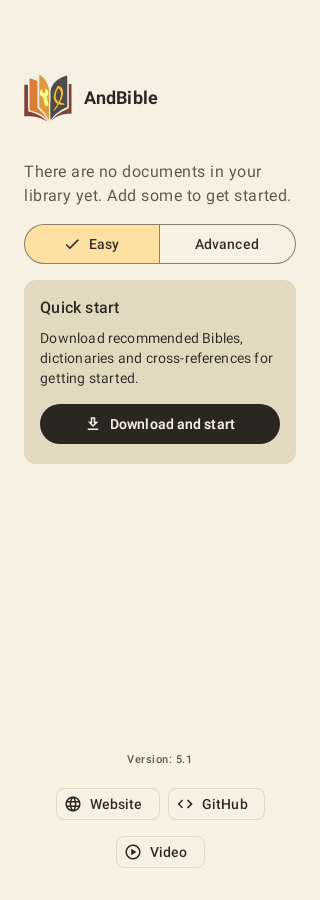 AndBible
There are no documents in your
library yet. Add some to get started.
Easy
Advanced
Quick start
Download recommended Bibles,
dictionaries and cross-references for
getting started.
Download and start
Version: 5.1
Website
GitHub
Video